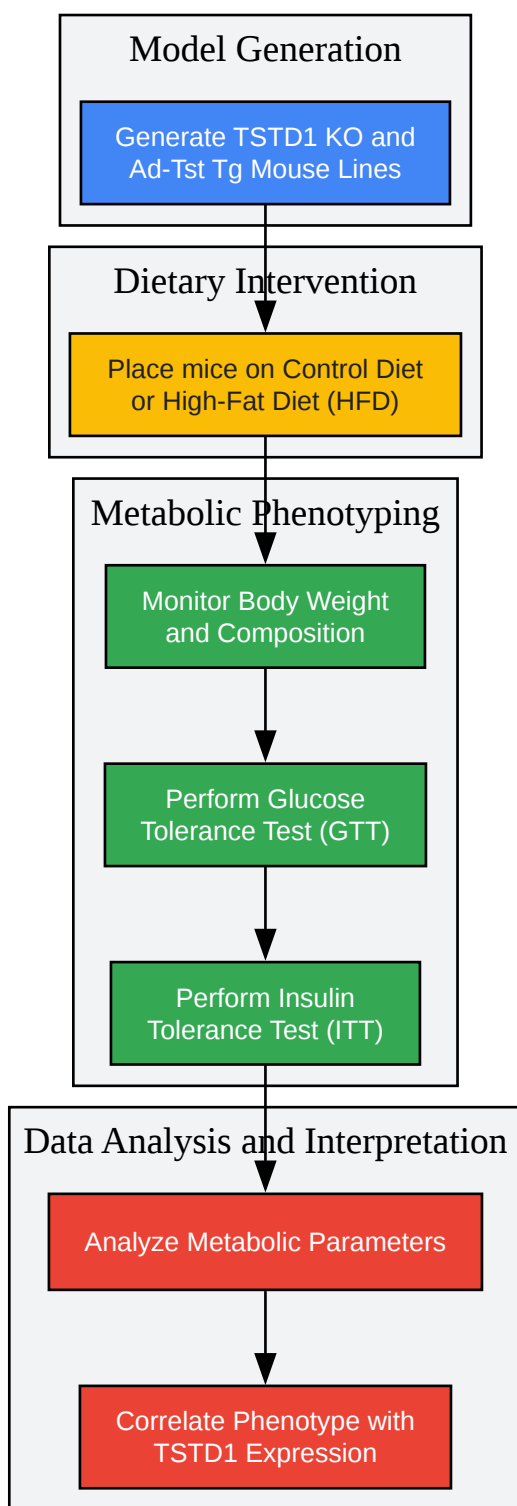 Model Generation
Generate TSTD1 KO and
Ad-Tst Tg Mouse Lines
Dietary Intervention
Place mice on Control Diet
or High-Fat Diet (HFD)
Metabolic Phenotyping
Monitor Body Weight
and Composition
Perform Glucose
Tolerance Test (GTT)
Perform Insulin
Tolerance Test (ITT)
Data Analysis and Interpretation
Analyze Metabolic Parameters
Correlate Phenotype with
TSTD1 Expression